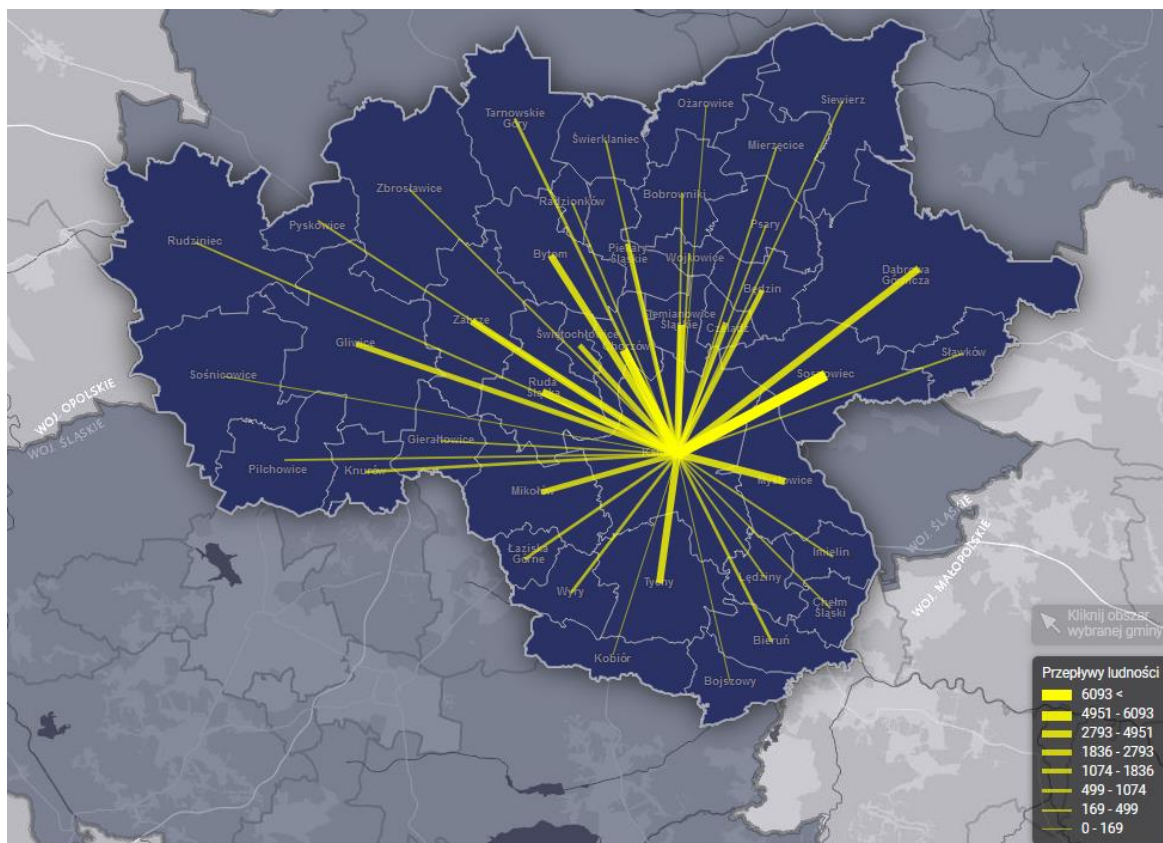 Tarnowskie
Góry
Świerklaniec
Ożarowice
Siewierz
Mierzęcice
Zbrosławice
Radzionków
Bobrowniki
Pyskowice
Psary
Rudziniec
Bytom
Piekary
Śląskie
Wojkowice
Dąbrowa
Górnicza
Będzin
Zabrze
Siemianowice
Śląskie
Czeladź
Świętochłowice
Chorzów
Gliwice
Sławków
Sośnicowice
Ruda
Śląska
Sosnowiec
WOJ. OPOLSKIE
WOJ. ŚLĄSKIE
Gierałtowice
Pilchowice
Knurów
Mikołów
Mysłowice
Łaziska
Górne
Imielin
WOJ. ŚLĄSKIE
WOJ. MAŁOPOLSKIE
Wyry
Tychy
Lędziny
Chełm
Śląski
Bieruń
Kobiór
Bojszowy
Kliknij obszar
wybranej gminy
Przepływy ludności
6093 <
4951 - 6093
2793 - 4951
1836 - 2793
1074 - 1836
499 - 1074
169 - 499
0 - 169